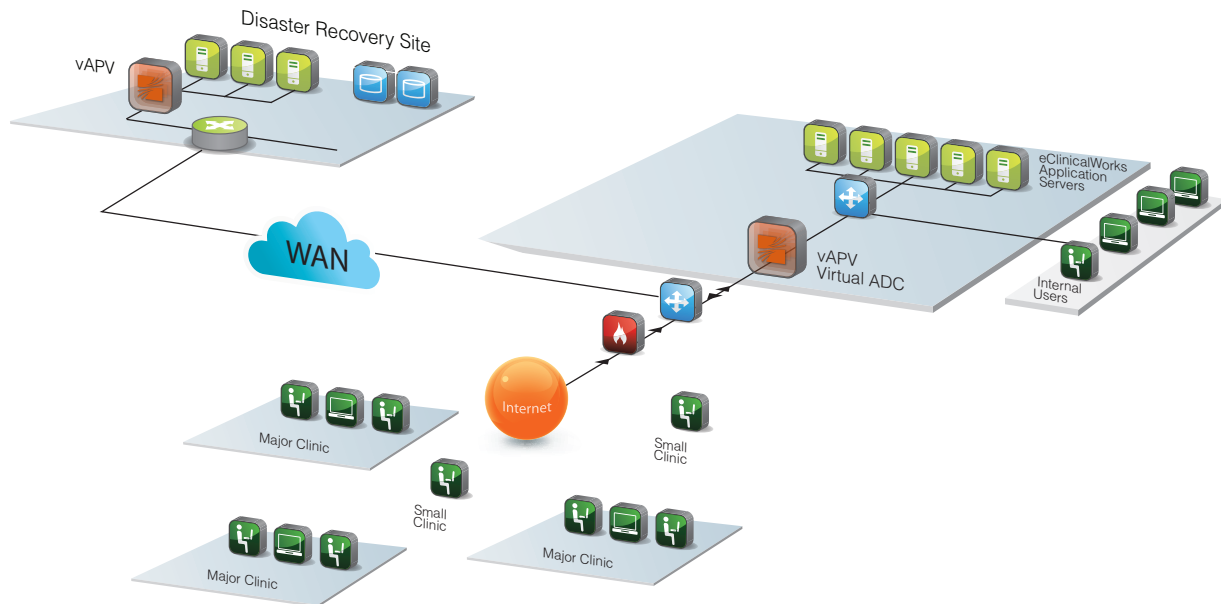 Disaster Recovery Site
vAPV
eClinicalWorks
Application
Servers
WAN
vAPV
Virtual ADC
Internal
Users
Internet
Major Clinic
Small
Clinic
Small
Clinic
Major Clinic
Major Clinic